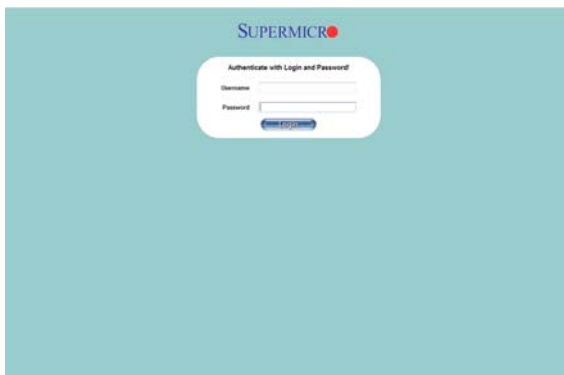 SUPERMICRO
Authenticate with Login and Password!
Username
Password
Login